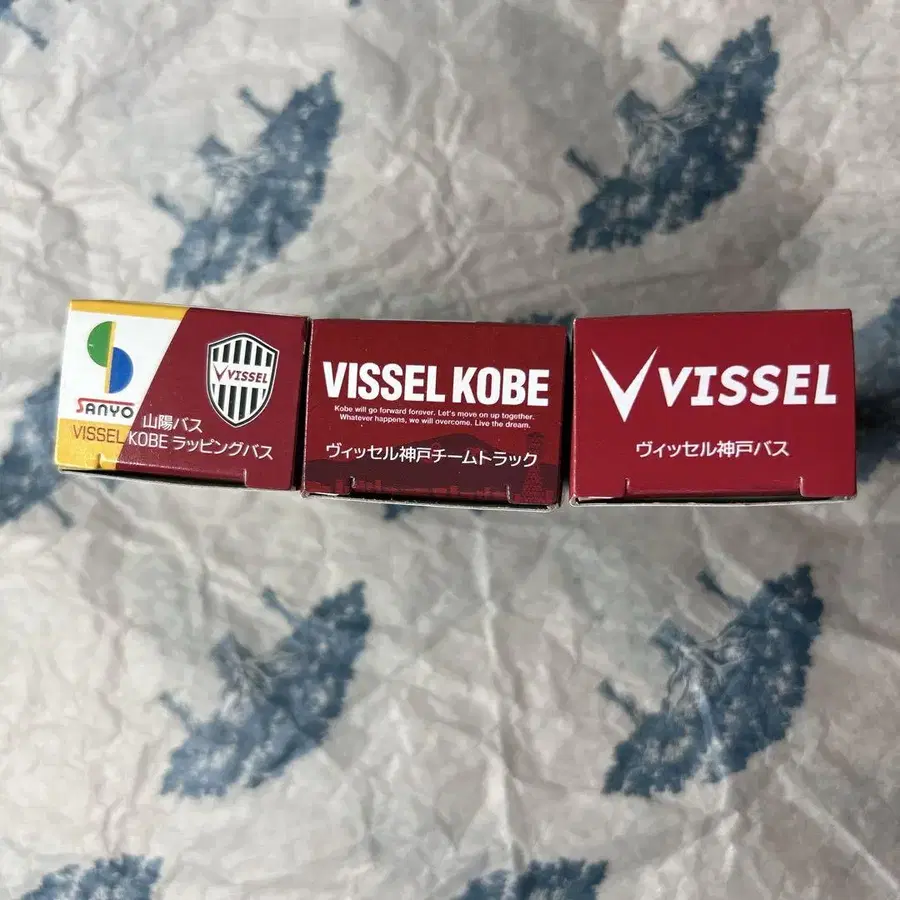 SANYO
VISSEL
山陽バス
VISSEL KOBE ラッピングバス
VISSEL KOBE
Kobe will go forward forever. Let's move on up together.
Whatever happens, we will overcome. Live the dream.
ヴィッセル神戸チームトラック
VISSEL
ヴィッセル神戸バス